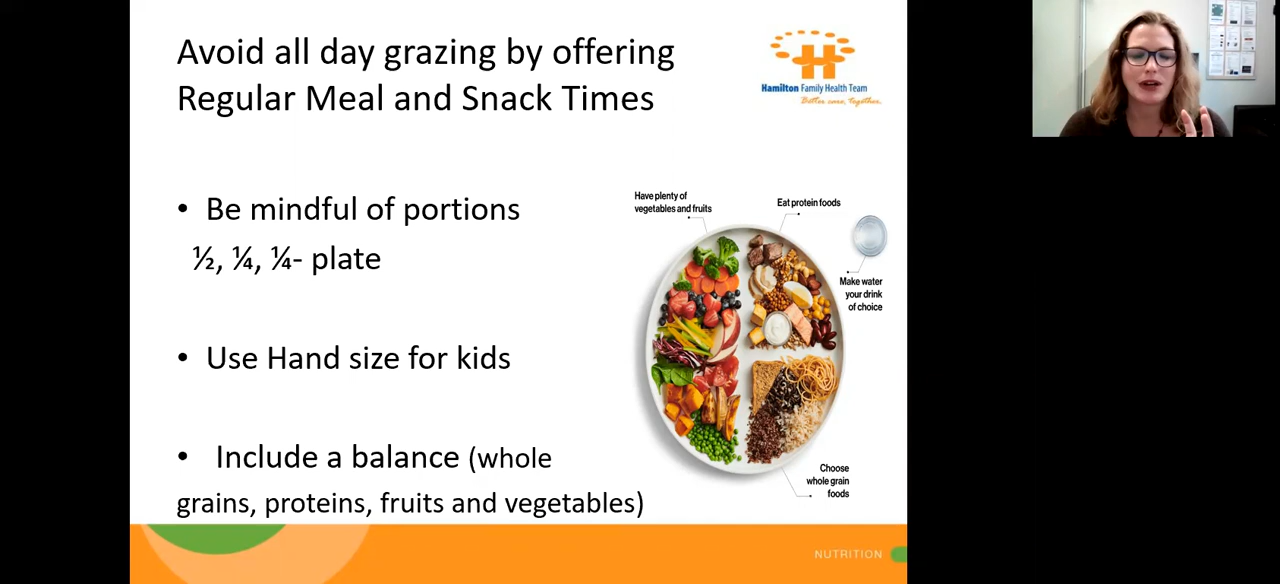 Avoid all day grazing by offering
Regular Meal and Snack Times
Hamilton Family Health Team
Better care, together.
• Be mindful of portions
½, ¼, ¼- plate
• Use Hand size for kids
• Include a balance (whole
grains, proteins, fruits and vegetables)
Have plenty of
vegetables and fruits
Eat protein foods
Make water
your drink
of choice
Choose
whole grain
foods
NUTRITION